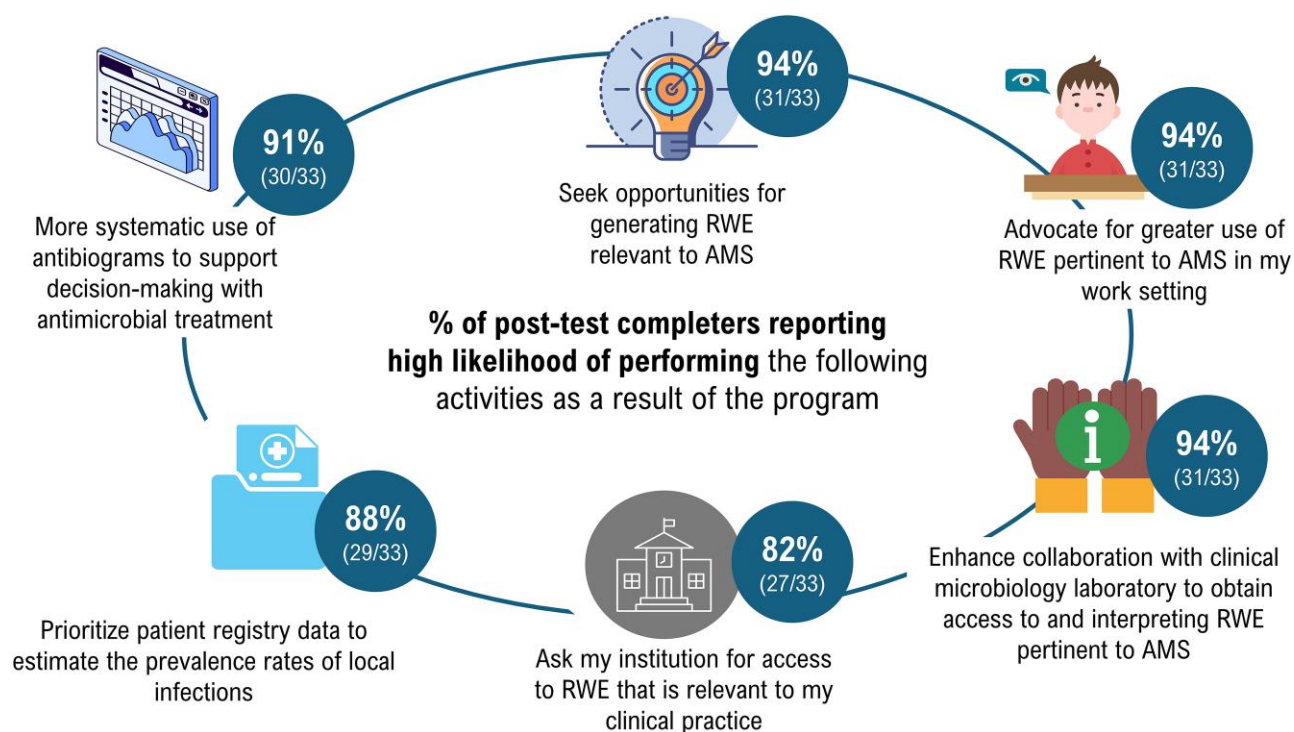 91%
(30/33)
More systematic use of
antibiograms to support
decision-making with
antimicrobial treatment
94%
(31/33)
Seek opportunities for
generating RWE
relevant to AMS
94%
(31/33)
Advocate for greater use of
RWE pertinent to AMS in my
work setting
% of post-test completers reporting
high likelihood of performing the following
activities as a result of the program
88%
(29/33)
Prioritize patient registry data to
estimate the prevalence rates of local
infections
82%
(27/33)
Ask my institution for access
to RWE that is relevant to my
clinical practice
i
94%
(31/33)
Enhance collaboration with clinical
microbiology laboratory to obtain
access to and interpreting RWE
pertinent to AMS